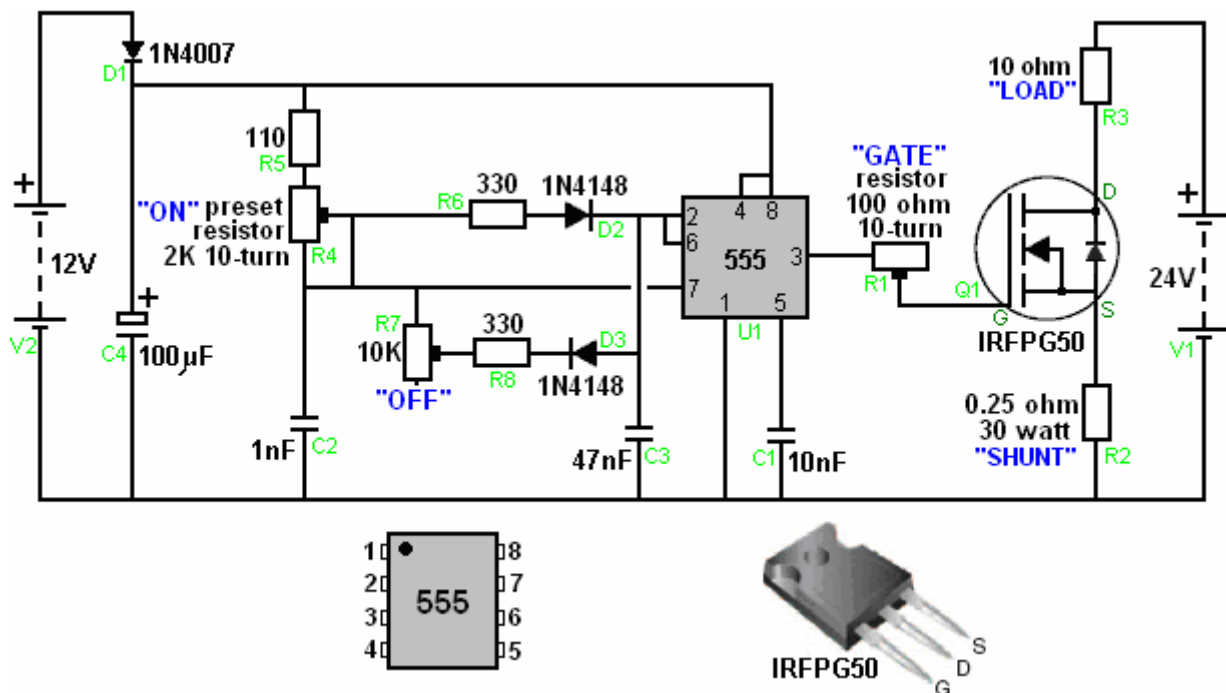 1N4007
D1
10 ohm
"LOAD"
R3
110
R5
"ON" preset
resistor
2K 10-turn
R4
330
R6
1N4148
D2
"GATE"
resistor
100 ohm
10-turn
R1
4 8
2
6
7
3
555
1 5
U1
D
Q1
G
S
IRFPG50
+
12V
V2
+
C4
100µF
R7
10K
"OFF"
330
R8
D3
1N4148
+
24V
V1
0.25 ohm
30 watt
"SHUNT"
R2
1nF
C2
47nF
C3
C1
10nF
1 8
2 7
3 6
4 5
555
IRFPG50
S
D
G